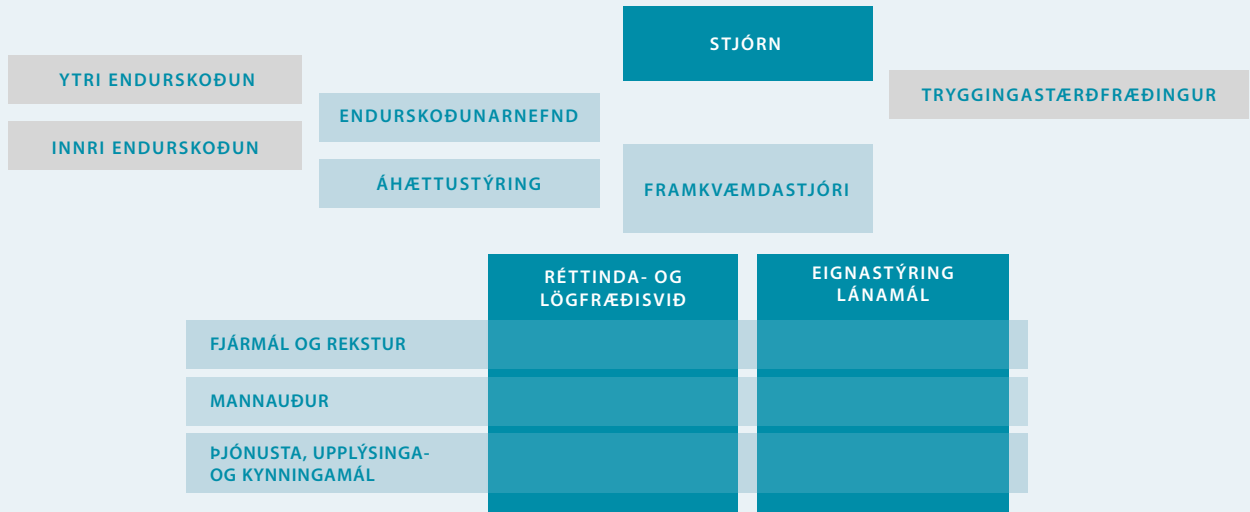 STJÓRN
YTRI ENDURSKOÐUN
TRYGGINGASTÆRÐFRÆÐINGUR
ENDURSKOÐUNARNEFND
INNRI ENDURSKOÐUN
ÁHÆTTUSTÝRING
FRAMKVÆMDASTJÓRI
RÉTTINDA- OG
LÖGFRÆÐISVIÐ
EIGNASTÝRING
LÁNAMÁL
FJÁRMÁL OG REKSTUR
MANNAUÐUR
ÞJÓNUSTA, UPPLÝSINGA-
OG KYNNINGAMÁL